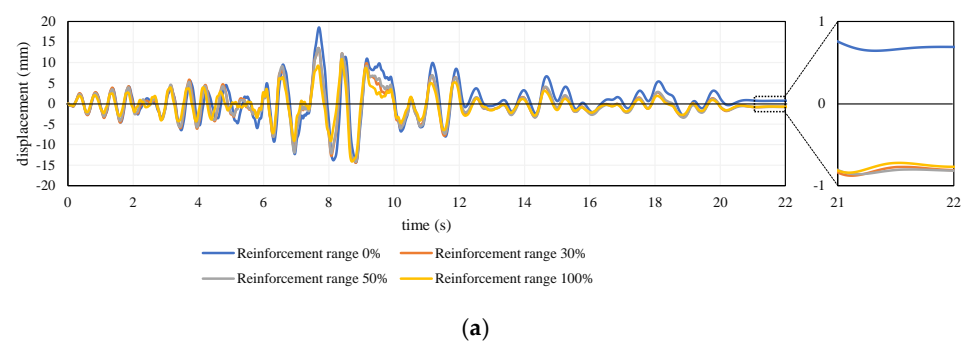 displacement (mm)
20
15
10
5
0
-5
-10
-15
-20
0 2 4 6 8 10 12 14 16 18 20 22
time (s)
1
0
-1
21 22
Reinforcement range 0% Reinforcement range 30%
Reinforcement range 50% Reinforcement range 100%
(a)